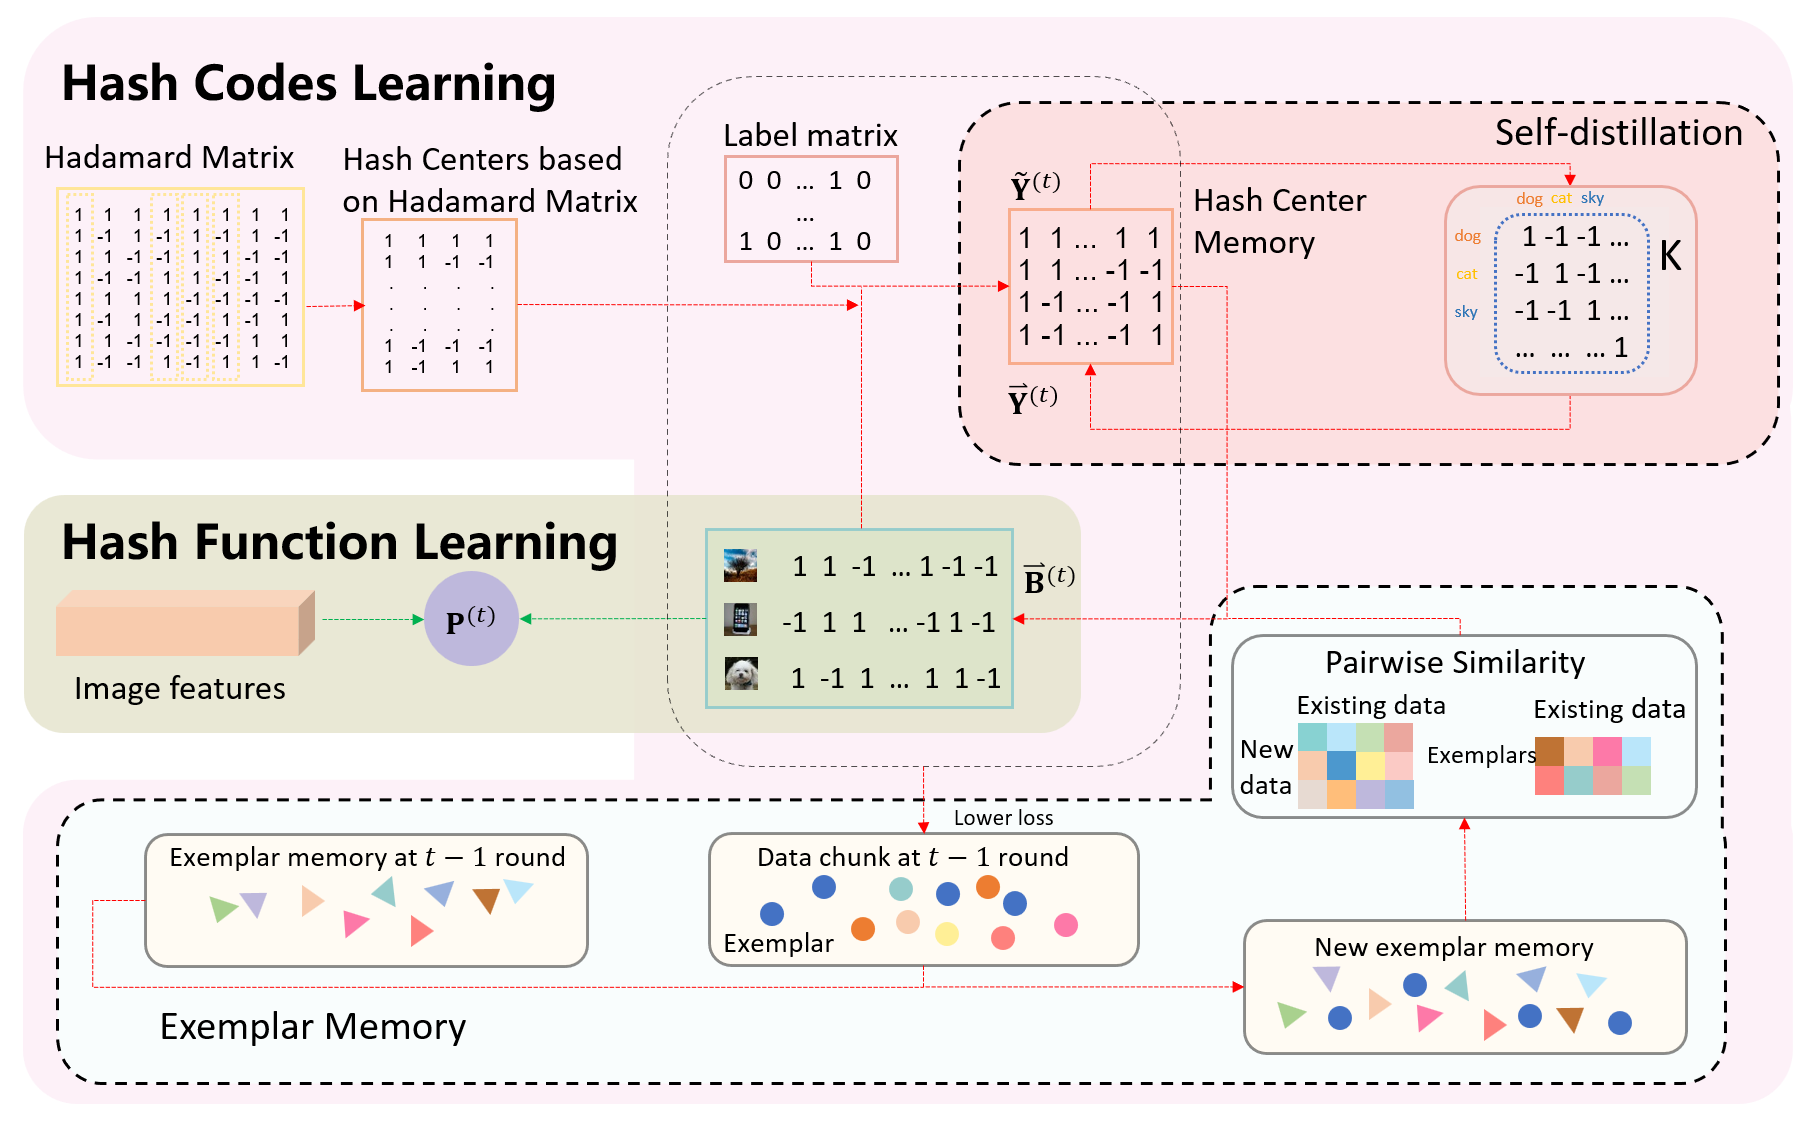 Hash Codes Learning
Hadamard Matrix
1 1 1 1 1 1 1 1
1 -1 1 -1 1 -1 1 -1
1 1 -1 -1 1 1 -1 -1
1 -1 -1 1 1 -1 -1 1
1 1 1 1 -1 -1 -1 -1
1 -1 1 -1 -1 1 -1 1
1 1 -1 -1 -1 -1 1 1
1 -1 -1 1 -1 1 1 -1
Hash Centers based
on Hadamard Matrix
1 1 1 1
1 1 -1 -1
. . . .
. . . .
. . . .
1 -1 -1 -1
1 -1 1 1
Label matrix
0 0 ... 1 0
...
1 0 ... 1 0
Self-distillation
Ỹ⁽ᵗ⁾
1 1 ... 1 1
1 1 ... -1 -1
1 -1 ... -1 1
1 -1 ... -1 1
Y⃗⁽ᵗ⁾
Hash Center
Memory
dog cat sky
dog 1 -1 -1 ...
cat -1 1 -1 ...
sky -1 -1 1 ...
... ... ... 1
K
Hash Function Learning
Image features
P⁽ᵗ⁾
1 1 -1 ... 1 -1 -1
-1 1 1 ... -1 1 -1
1 -1 1 ... 1 1 -1
B⃗⁽ᵗ⁾
Pairwise Similarity
Existing data
New
data
Existing data
Exemplars
Lower loss
Exemplar memory at t − 1 round
Data chunk at t − 1 round
Exemplar
New exemplar memory
Exemplar Memory